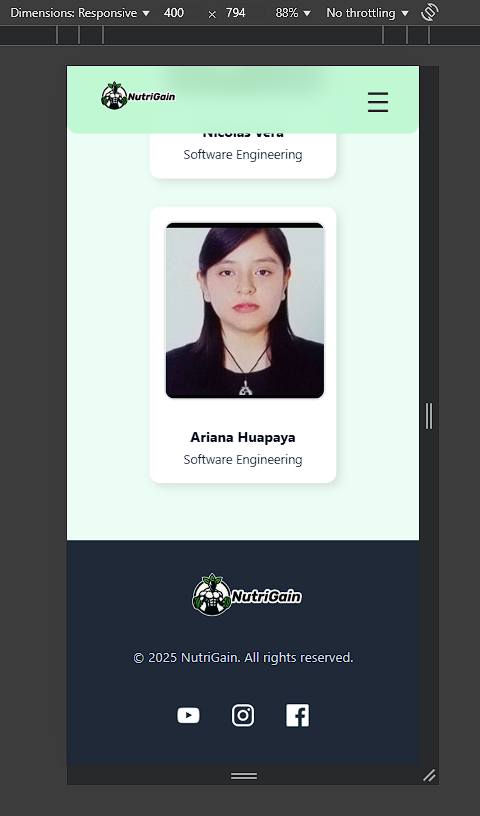 Dimensions: Responsive ▼ 400 × 794 88% ▼ No throttling ▼
NutriGain
Nicolas Vera
Software Engineering
Ariana Huapaya
Software Engineering
NutriGain
© 2025 NutriGain. All rights reserved.